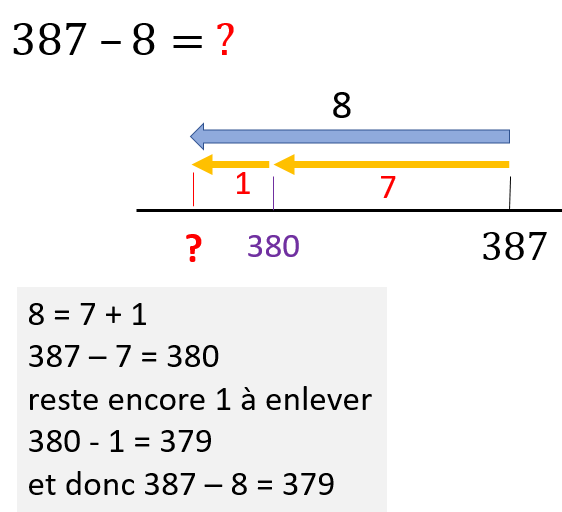 387 – 8 = ?
8
1 7
? 380 387
8 = 7 + 1
387 – 7 = 380
reste encore 1 à enlever
380 - 1 = 379
et donc 387 – 8 = 379